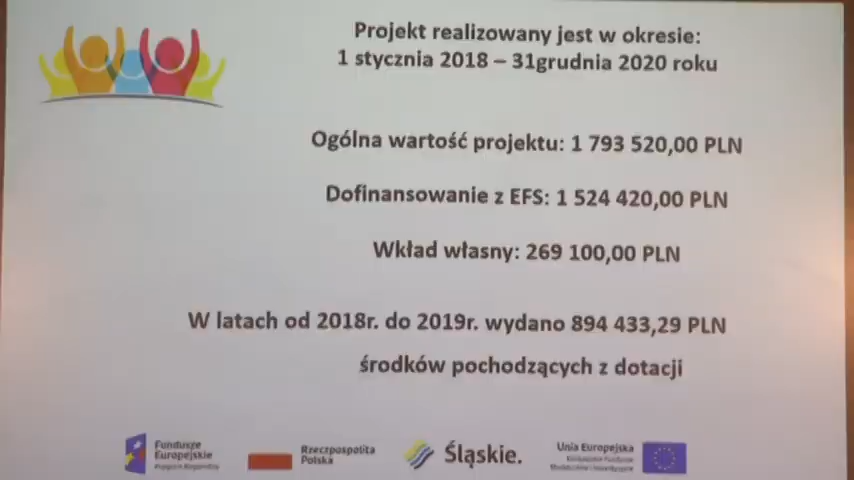 Projekt realizowany jest w okresie:
1 stycznia 2018 – 31grudnia 2020 roku
Ogólna wartość projektu: 1 793 520,00 PLN
Dofinansowanie z EFS: 1 524 420,00 PLN
Wkład własny: 269 100,00 PLN
W latach od 2018r. do 2019r. wydano 894 433,29 PLN
środków pochodzących z dotacji
Fundusze
Europejskie
Program Regionalny
Rzeczpospolita
Polska
Śląskie.
Unia Europejska